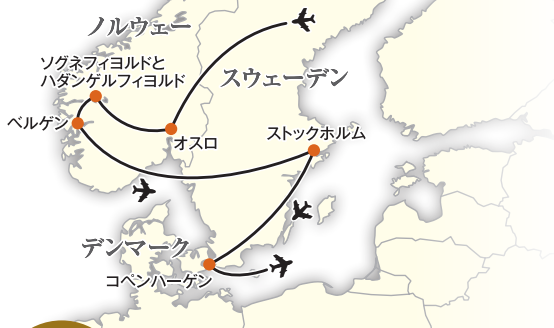 ノルウェー
ソグネフィヨルドと
ハダンゲルフィヨルド
スウェーデン
ベルゲン
オスロ
ストックホルム
デンマーク
コペンハーゲン